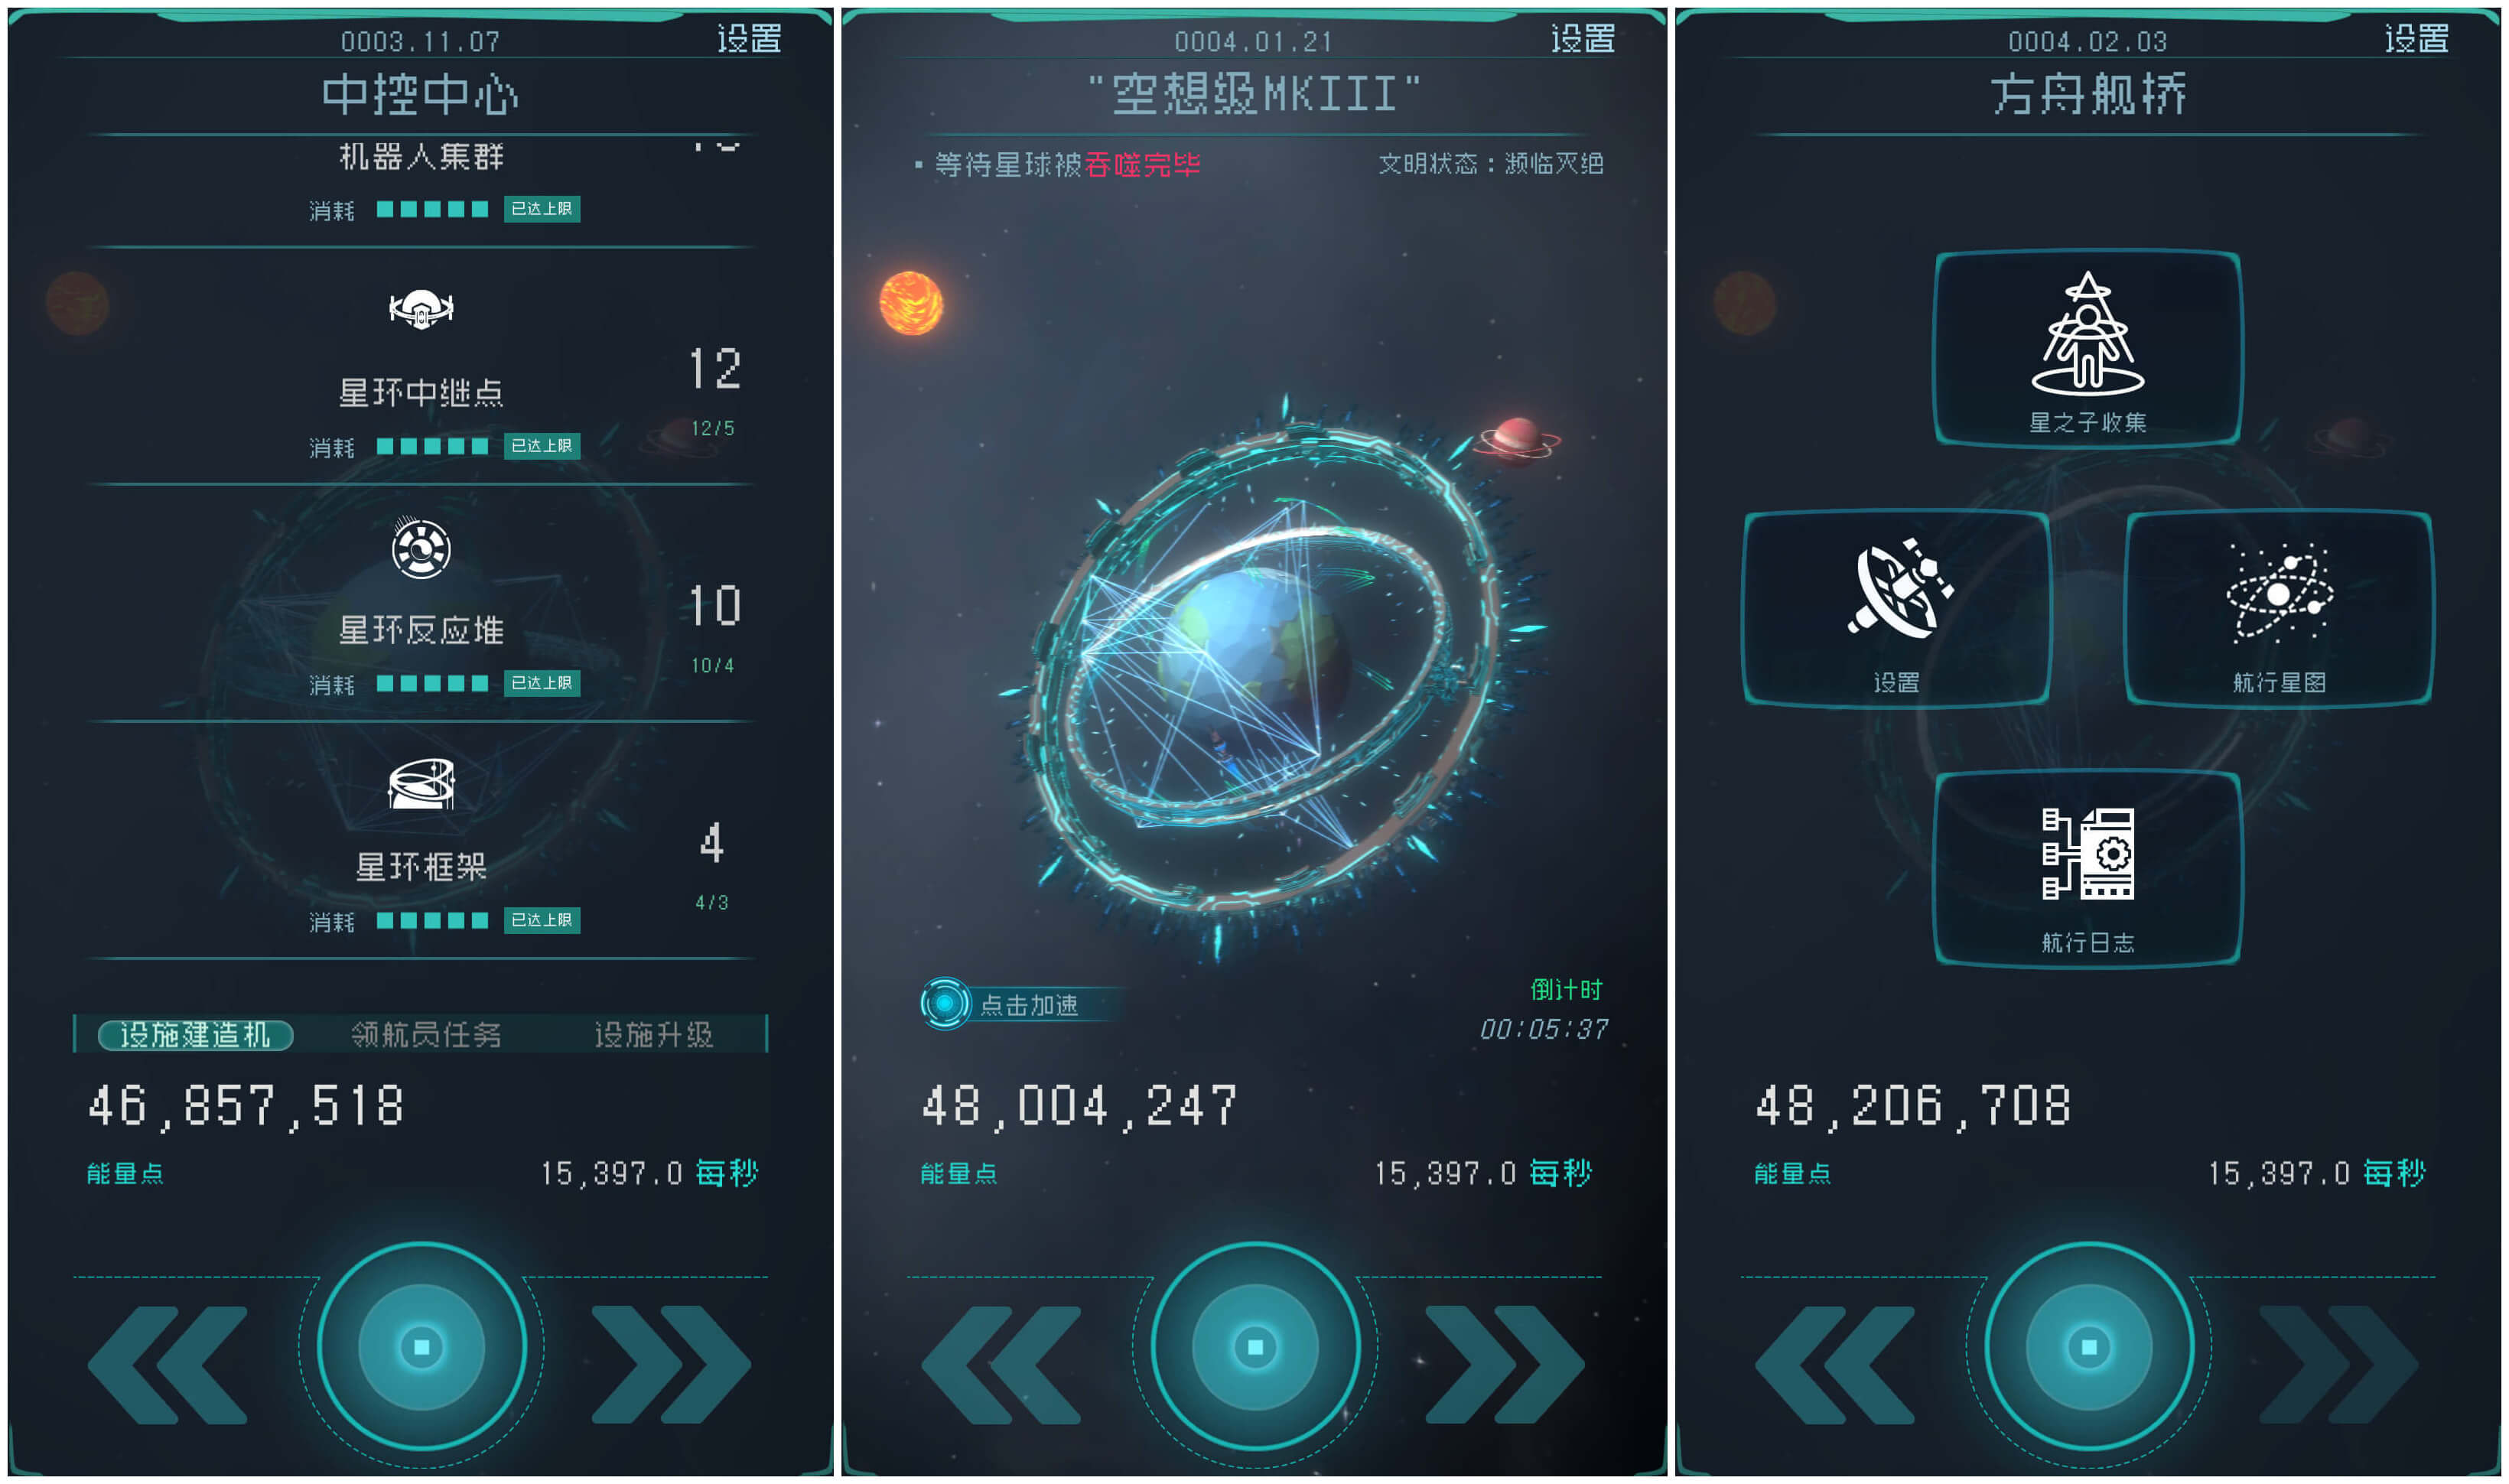 0003.11.07
设置
中控中心
机器人集群
消耗 已达上限
星环中继点
12
12/5
消耗 已达上限
星环反应堆
10
10/4
消耗 已达上限
星环框架
4
4/3
消耗 已达上限
设施建造机 领航员任务 设施升级
46,857,518
能量点 15,397.0 每秒
0004.01.21
设置
"空想级MKIII"
·等待星球被吞噬完毕 文明状态：濒临灭绝
点击加速
倒计时
00:05:37
48,004,247
能量点 15,397.0 每秒
0004.02.03
设置
方舟舰桥
星之子收集
设置
航行星图
航行日志
48,206,708
能量点 15,397.0 每秒